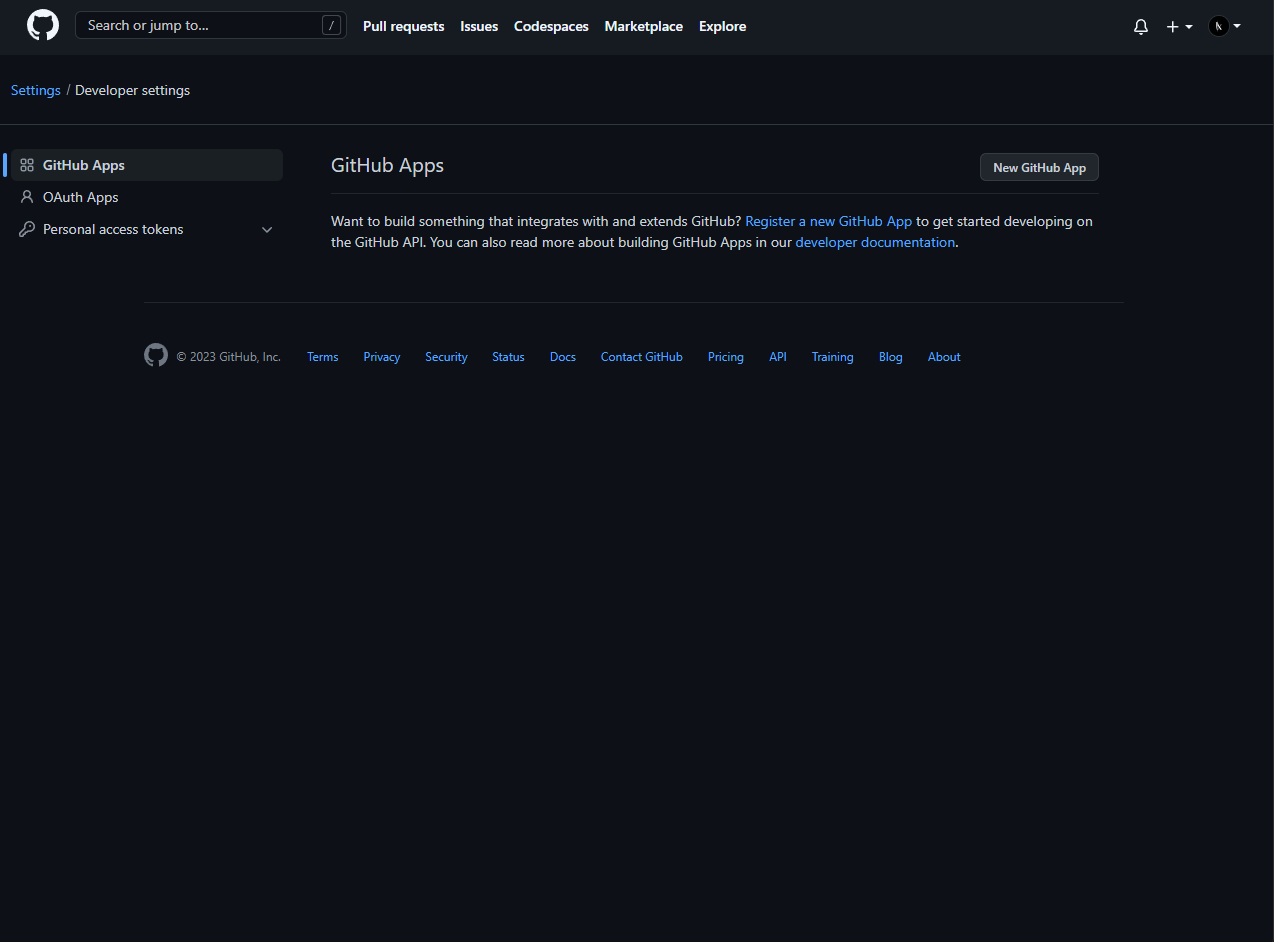 Search or jump to... /
Pull requests Issues Codespaces Marketplace Explore
Settings / Developer settings
GitHub Apps
OAuth Apps
Personal access tokens
GitHub Apps
New GitHub App
Want to build something that integrates with and extends GitHub? Register a new GitHub App to get started developing on
the GitHub API. You can also read more about building GitHub Apps in our developer documentation.
© 2023 GitHub, Inc. Terms Privacy Security Status Docs Contact GitHub Pricing API Training Blog About